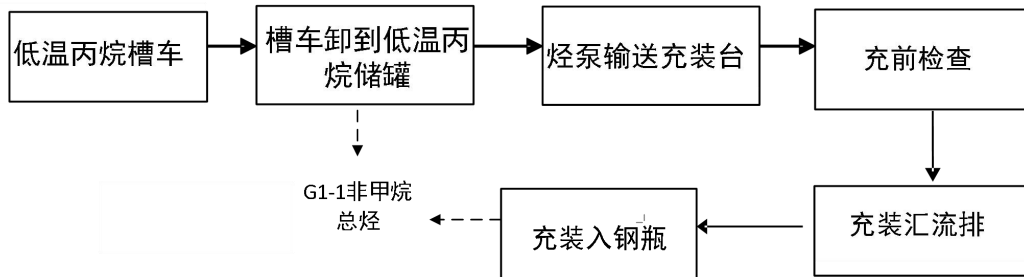 低温丙烷槽车
槽车卸到低温丙
烷储罐
烃泵输送充装台
充前检查
G1-1非甲烷
总烃
充装入钢瓶
充装汇流排